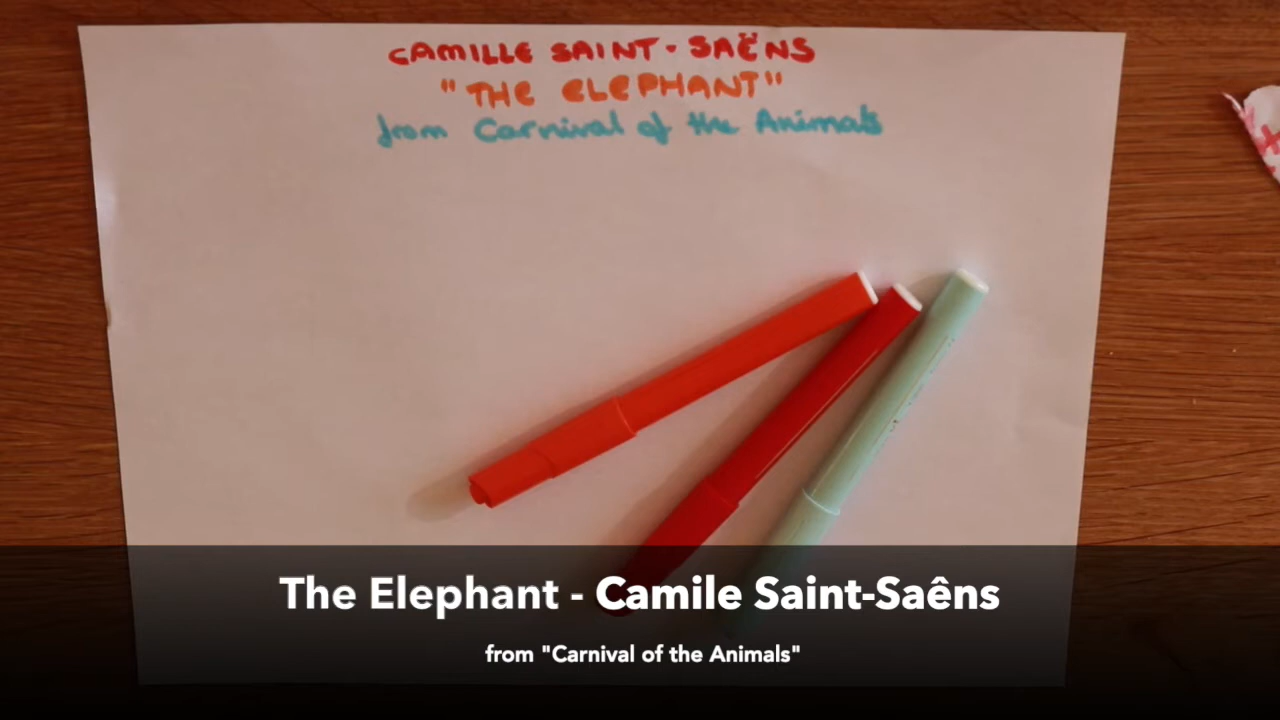 CAMILLE SAINT-SAËNS
"THE ELEPHANT"
from Carnival of the Animals
The Elephant - Camile Saint-Saêns
from "Carnival of the Animals"